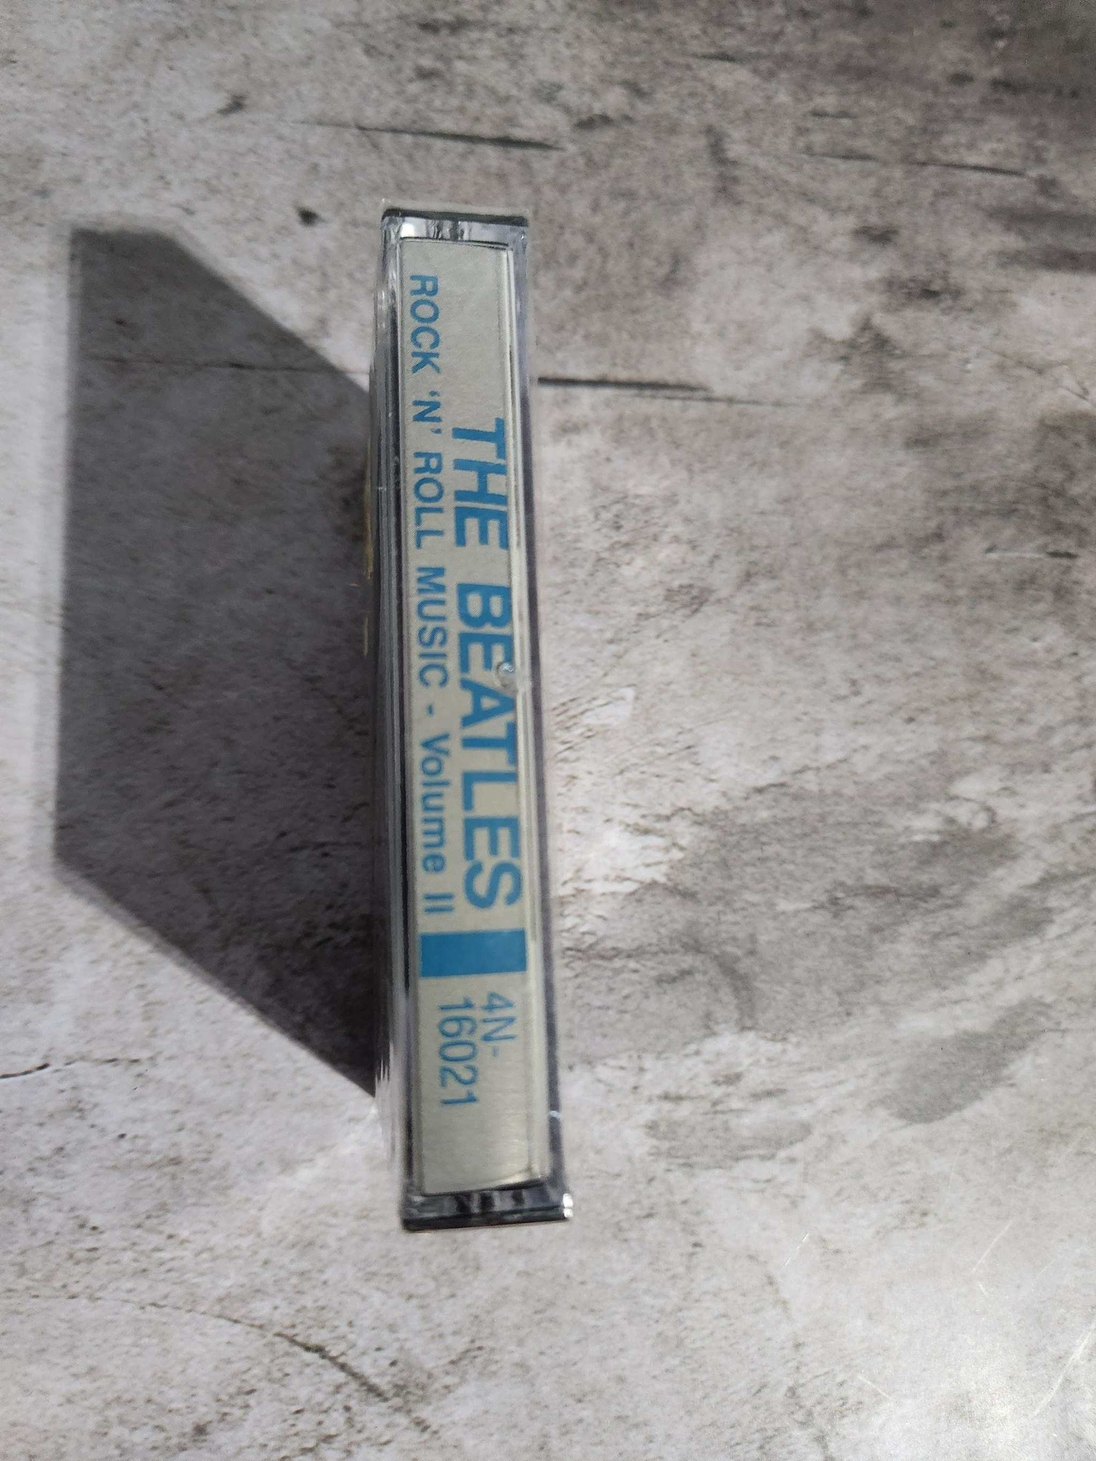 THE BEATLES
ROCK 'N' ROLL MUSIC - Volume II
4N-
16021